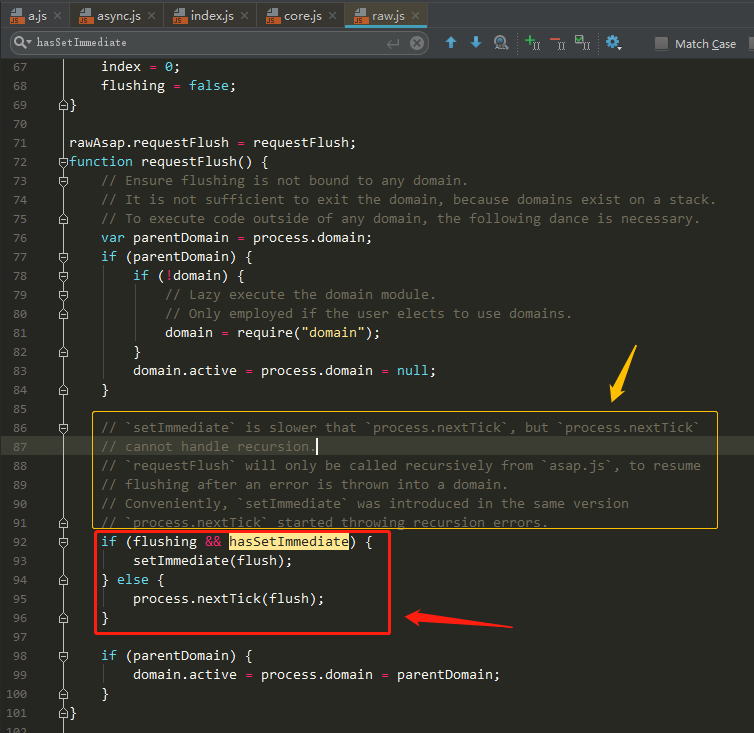 a.js
async.js
index.js
core.js
raw.js
hasSetImmediate
Match Case
67 index = 0;
68 flushing = false;
69 }
70
71 rawAsap.requestFlush = requestFlush;
72 function requestFlush() {
73 // Ensure flushing is not bound to any domain.
74 // It is not sufficient to exit the domain, because domains exist on a stack.
75 // To execute code outside of any domain, the following dance is necessary.
76 var parentDomain = process.domain;
77 if (parentDomain) {
78 if (!domain) {
79 // Lazy execute the domain module.
80 // Only employed if the user elects to use domains.
81 domain = require("domain");
82 }
83 domain.active = process.domain = null;
84 }
85
86 // `setImmediate` is slower that `process.nextTick`, but `process.nextTick`
87 // cannot handle recursion.
88 // `requestFlush` will only be called recursively from `asap.js`, to resume
89 // flushing after an error is thrown into a domain.
90 // Conveniently, `setImmediate` was introduced in the same version
91 // `process.nextTick` started throwing recursion errors.
92 if (flushing && hasSetImmediate) {
93 setImmediate(flush);
94 } else {
95 process.nextTick(flush);
96 }
97
98 if (parentDomain) {
99 domain.active = process.domain = parentDomain;
100 }
101 }
102